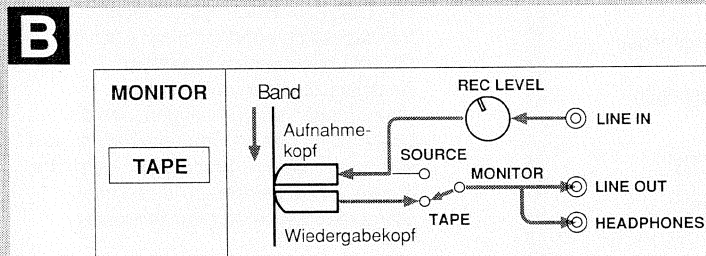 B
MONITOR
TAPE
Band
Aufnahme-
kopf
REC LEVEL
LINE IN
SOURCE
MONITOR
LINE OUT
TAPE
HEADPHONES
Wiedergabekopf